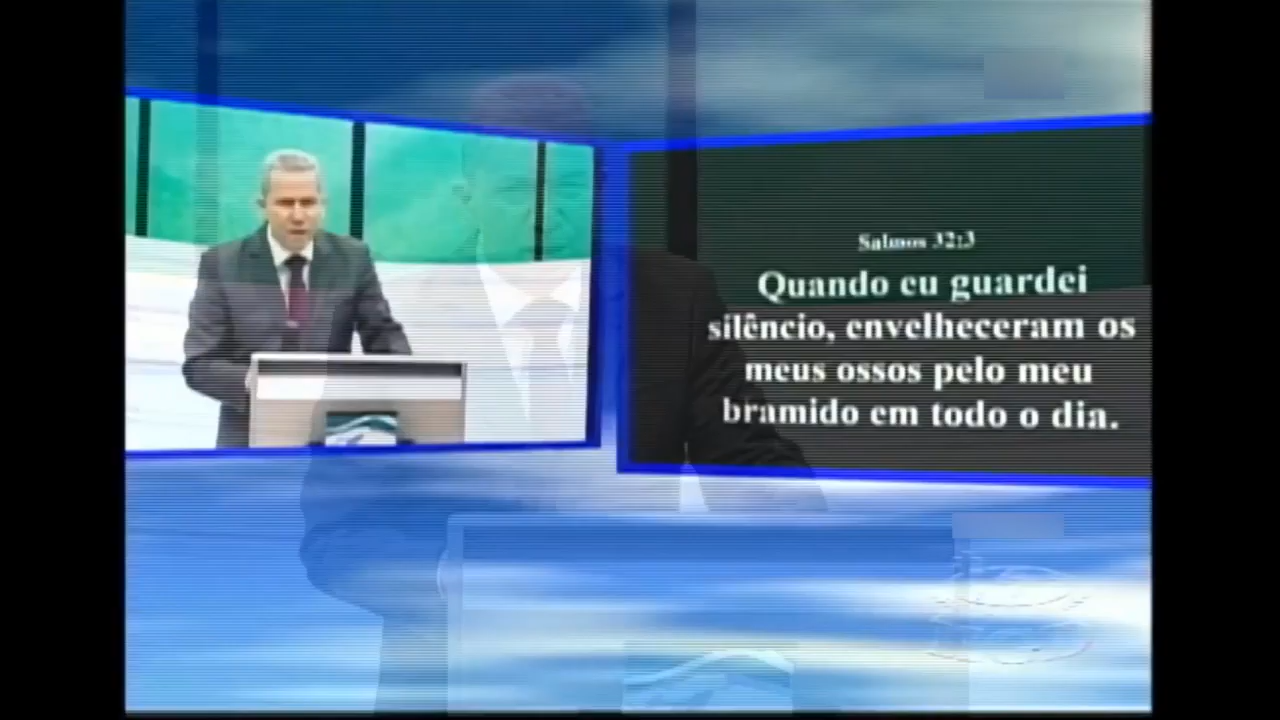 Salmos 32:3
Quando eu guardei
silêncio, envelheceram os
meus ossos pelo meu
bramido em todo o dia.